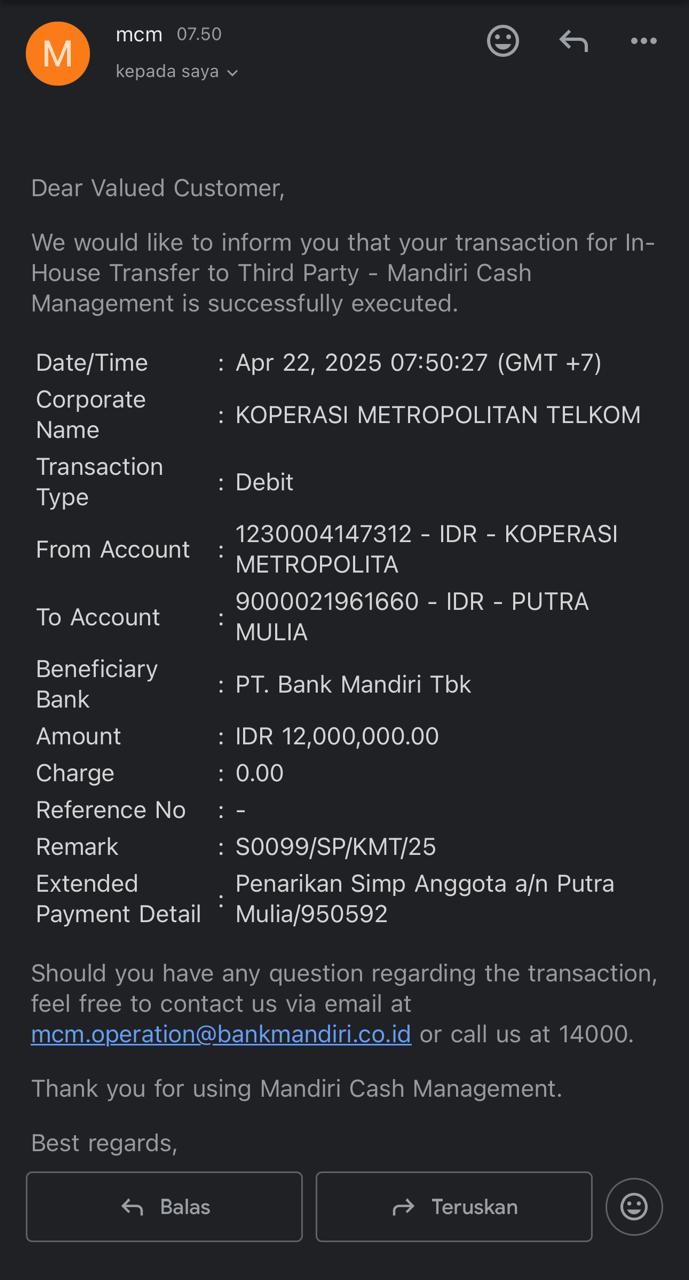 M
mcm 07.50
kepada saya
Dear Valued Customer,
We would like to inform you that your transaction for In-
House Transfer to Third Party - Mandiri Cash
Management is successfully executed.
Date/Time : Apr 22, 2025 07:50:27 (GMT +7)
Corporate
Name : KOPERASI METROPOLITAN TELKOM
Transaction
Type : Debit
From Account : 1230004147312 - IDR - KOPERASI
METROPOLITA
To Account : 9000021961660 - IDR - PUTRA
MULIA
Beneficiary
Bank : PT. Bank Mandiri Tbk
Amount : IDR 12,000,000.00
Charge : 0.00
Reference No : -
Remark : S0099/SP/KMT/25
Extended
Payment Detail : Penarikan Simp Anggota a/n Putra
Mulia/950592
Should you have any question regarding the transaction,
feel free to contact us via email at
mcm.operation@bankmandiri.co.id or call us at 14000.
Thank you for using Mandiri Cash Management.
Best regards,
Balas
Teruskan